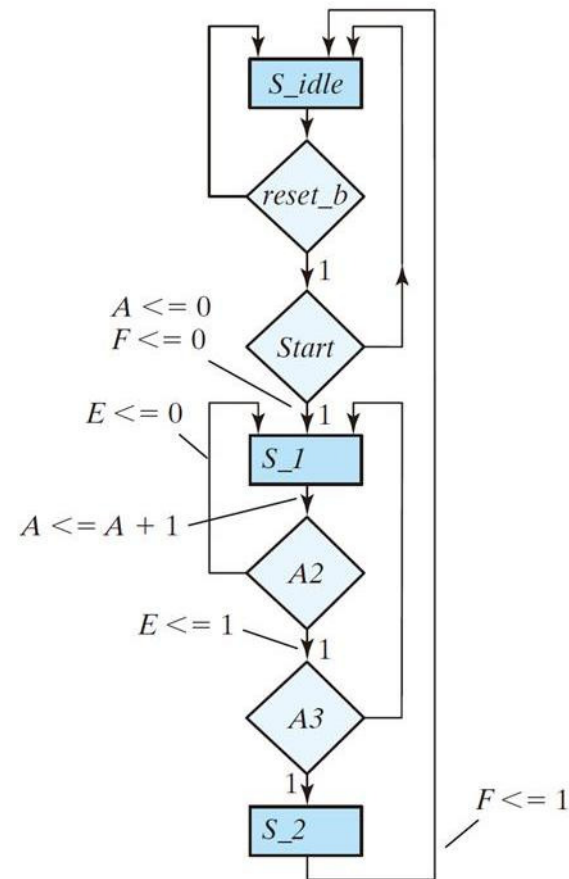 S_idle
reset_b
1
A <= 0
F <= 0
Start
E <= 0
1
S_1
A <= A + 1
A2
E <= 1
1
A3
1
F <= 1
S_2